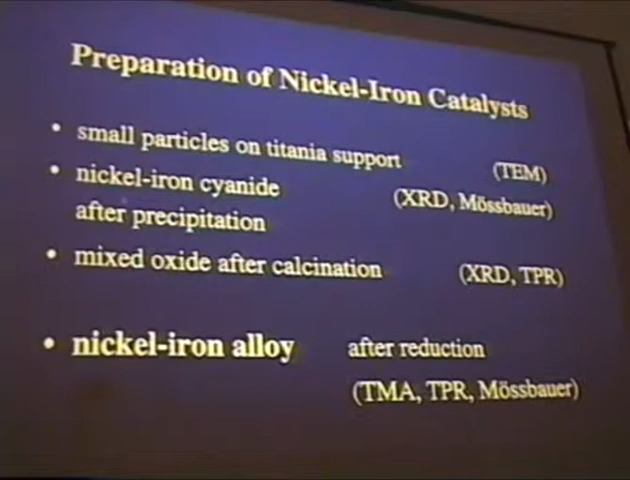 Preparation of Nickel-Iron Catalysts
• small particles on titania support (TEM)
• nickel-iron cyanide (XRD, Mössbauer)
after precipitation
• mixed oxide after calcination (XRD, TPR)
• nickel-iron alloy after reduction
(TMA, TPR, Mössbauer)